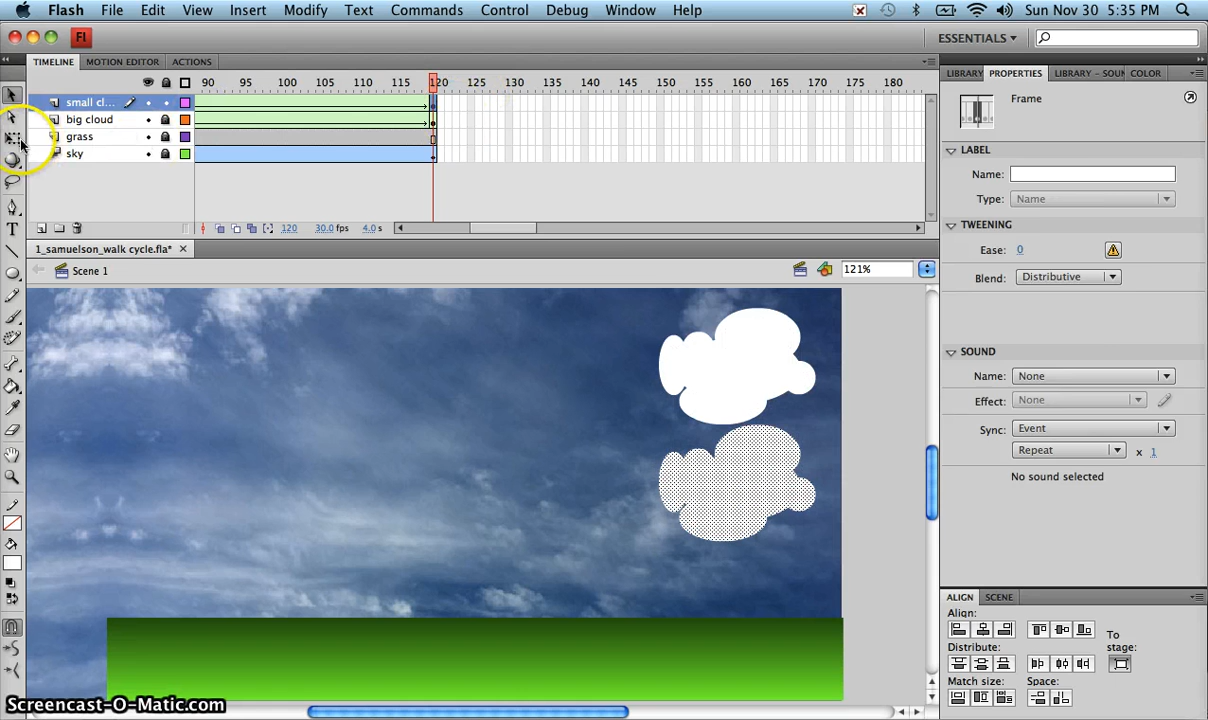 Flash File Edit View Insert Modify Text Commands Control Debug Window Help Sun Nov 30 5:35 PM
Fl ESSENTIALS
TIMELINE MOTION EDITOR ACTIONS
LIBRARY PROPERTIES LIBRARY - SOUN COLOR
90 95 100 105 110 115 120 125 130 135 140 145 150 155 160 165 170 175 180
small cl...
big cloud
grass
sky
120 30.0 fps 4.0 s
1_samuelson_walk cycle.fla*
Scene 1
121%
T
Frame
LABEL
Name:
Type: Name
TWEENING
Ease: 0
Blend: Distributive
SOUND
Name: None
Effect: None
Sync: Event
Repeat x 1
No sound selected
ALIGN SCENE
Align:
To stage:
Distribute:
Match size: Space:
Screencast-O-Matic.com